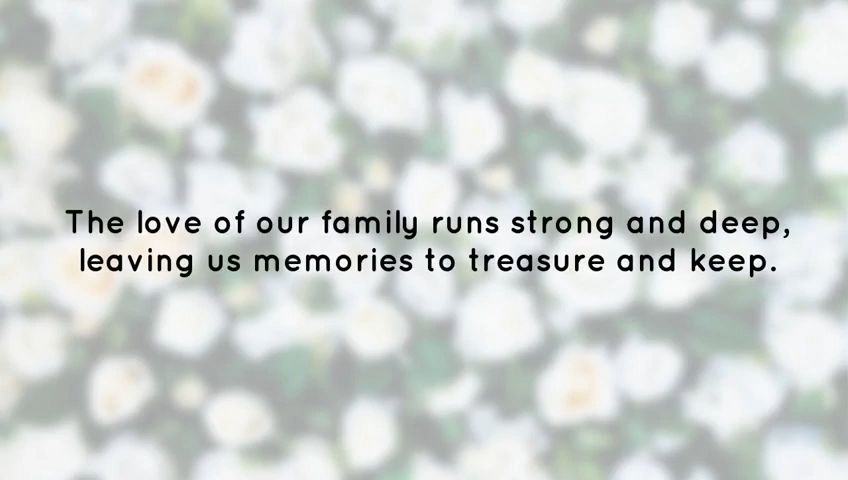 The love of our family runs strong and deep,
leaving us memories to treasure and keep.